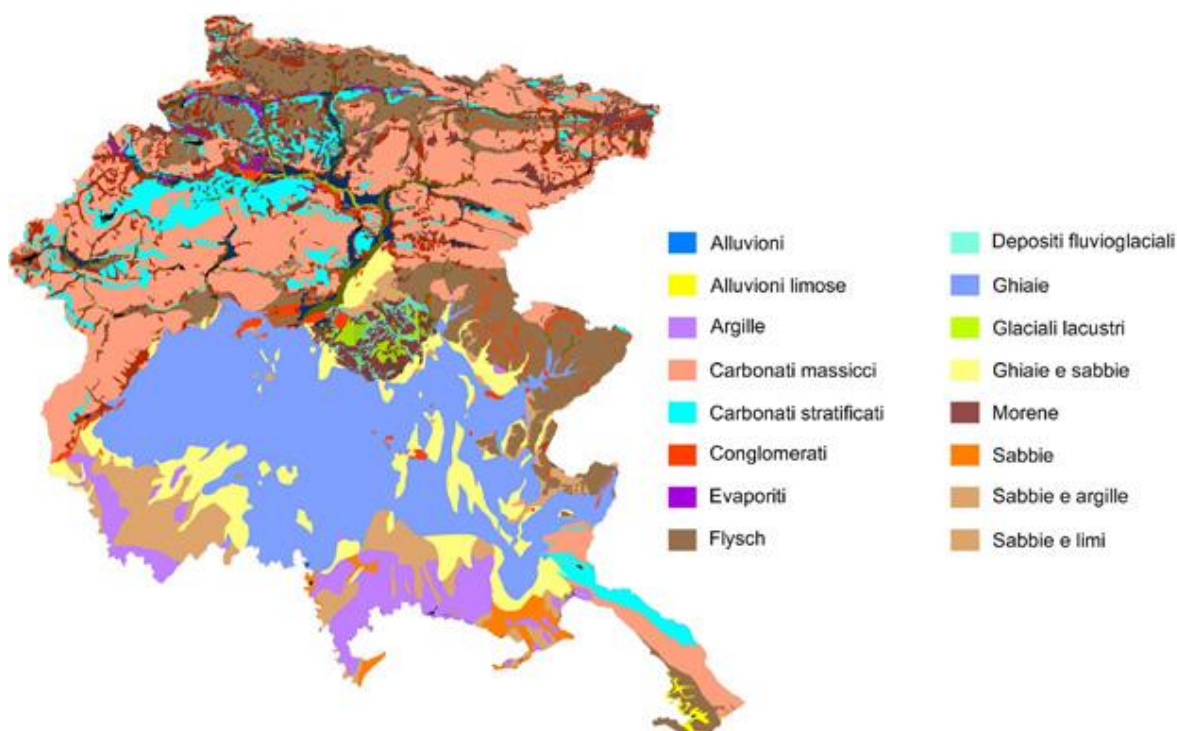 Alluvioni
Alluvioni limose
Argille
Carbonati massicci
Carbonati stratificati
Conglomerati
Evaporiti
Flysch
Depositi fluvioglaciali
Ghiaie
Glaciali lacustri
Ghiaie e sabbie
Morene
Sabbie
Sabbie e argille
Sabbie e limi